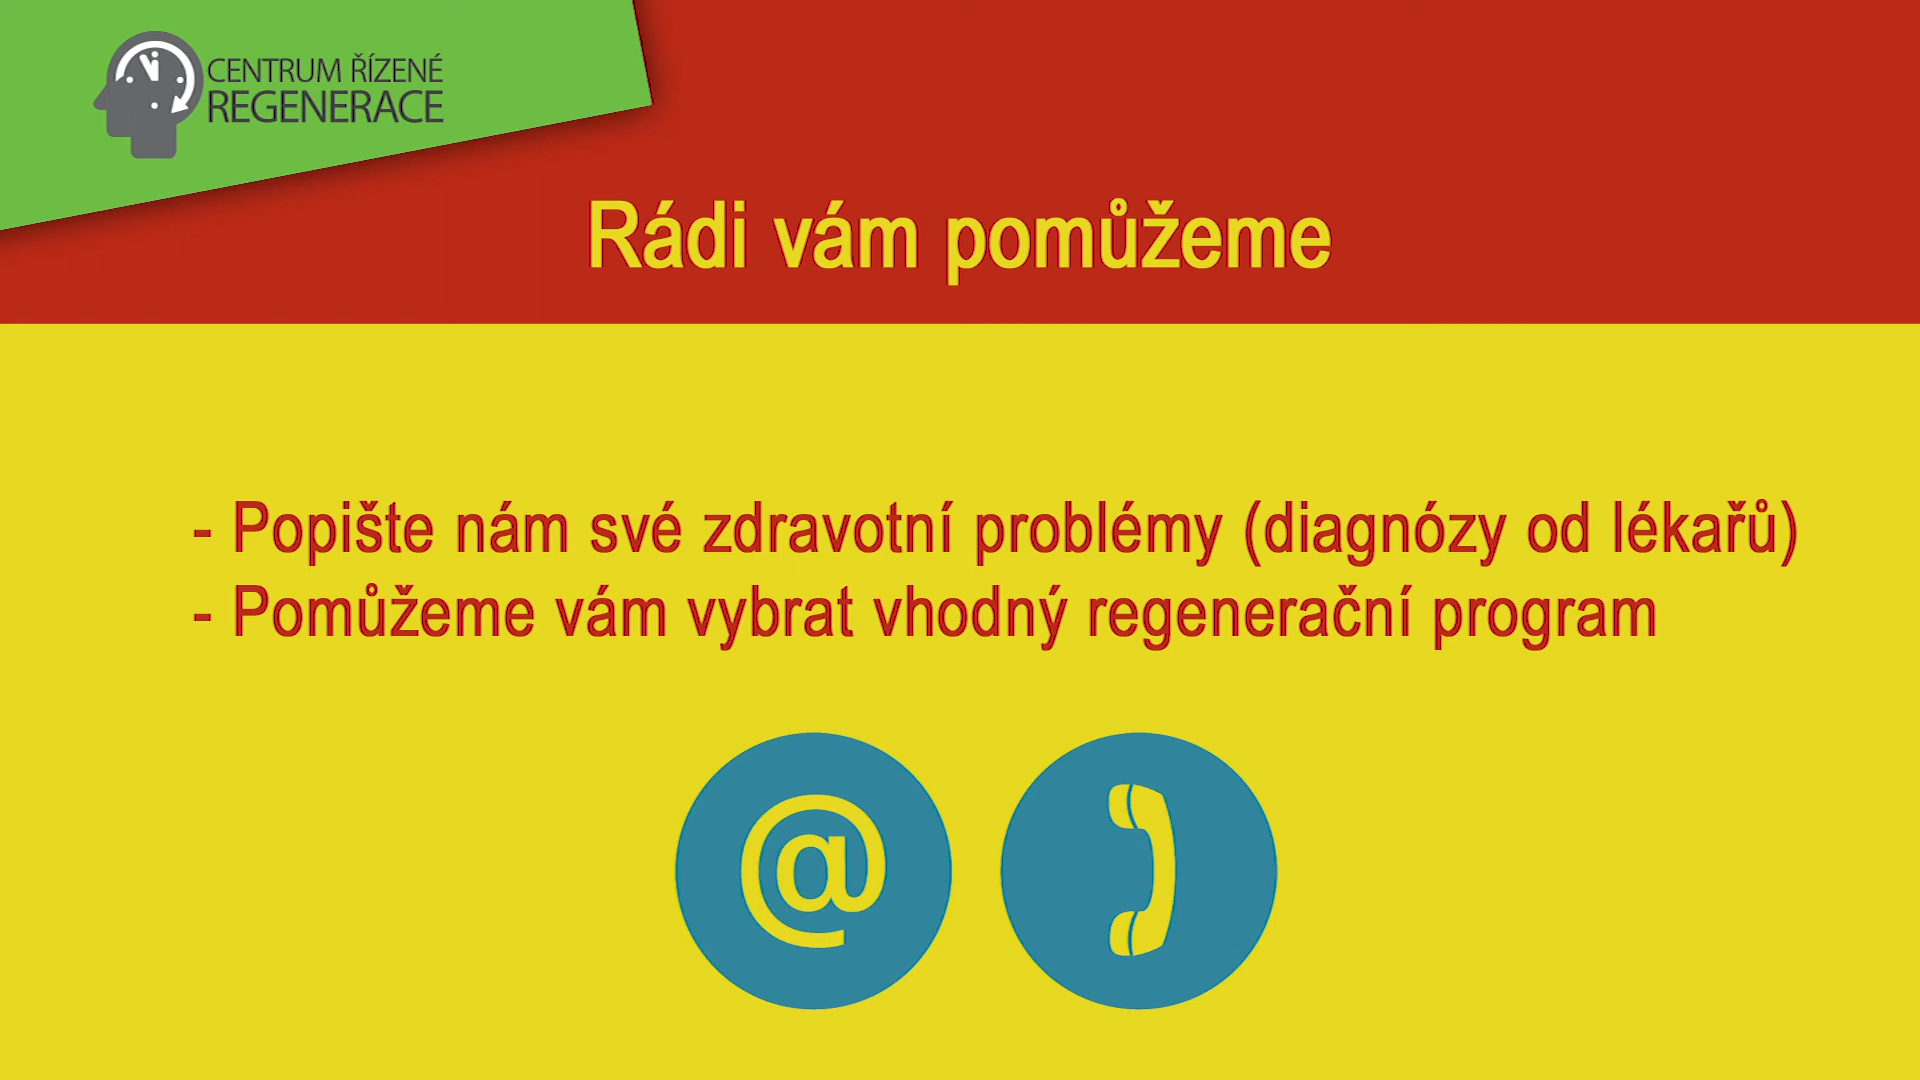 CENTRUM ŘÍZENÉ
REGENERACE
Rádi vám pomůžeme
- Popište nám své zdravotní problémy (diagnózy od lékařů)
- Pomůžeme vám vybrat vhodný regenerační program
@